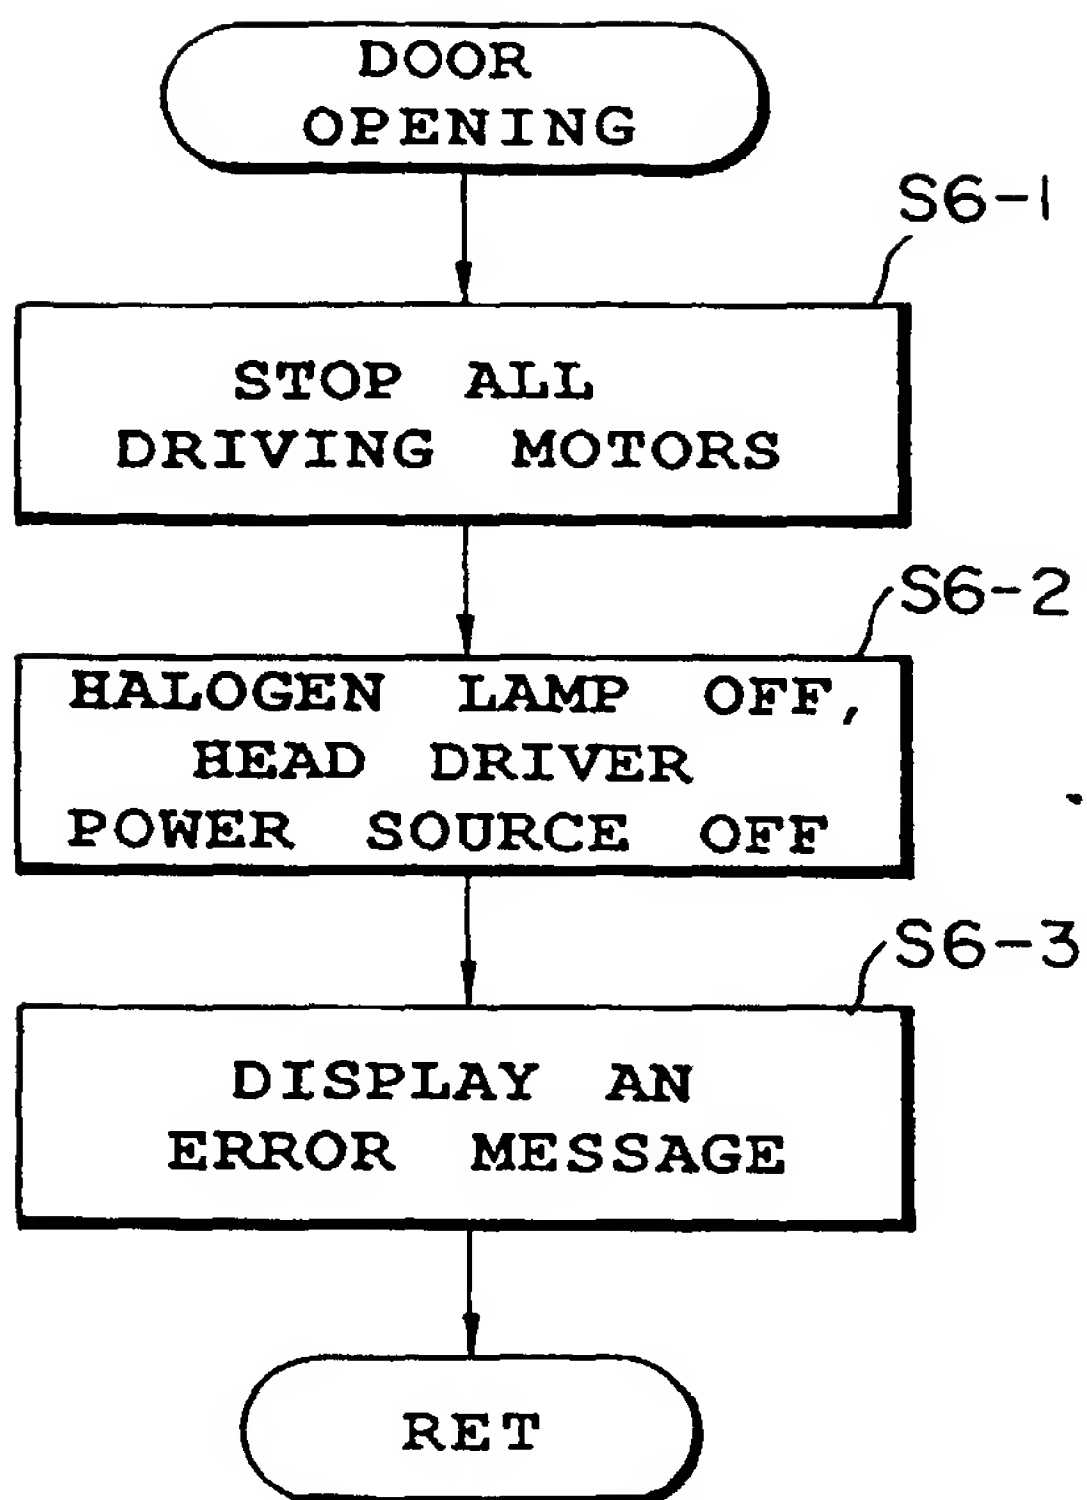 DOOR
OPENING
S6-1
STOP ALL
DRIVING MOTORS
S6-2
HALOGEN LAMP OFF,
HEAD DRIVER
POWER SOURCE OFF
S6-3
DISPLAY AN
ERROR MESSAGE
RET